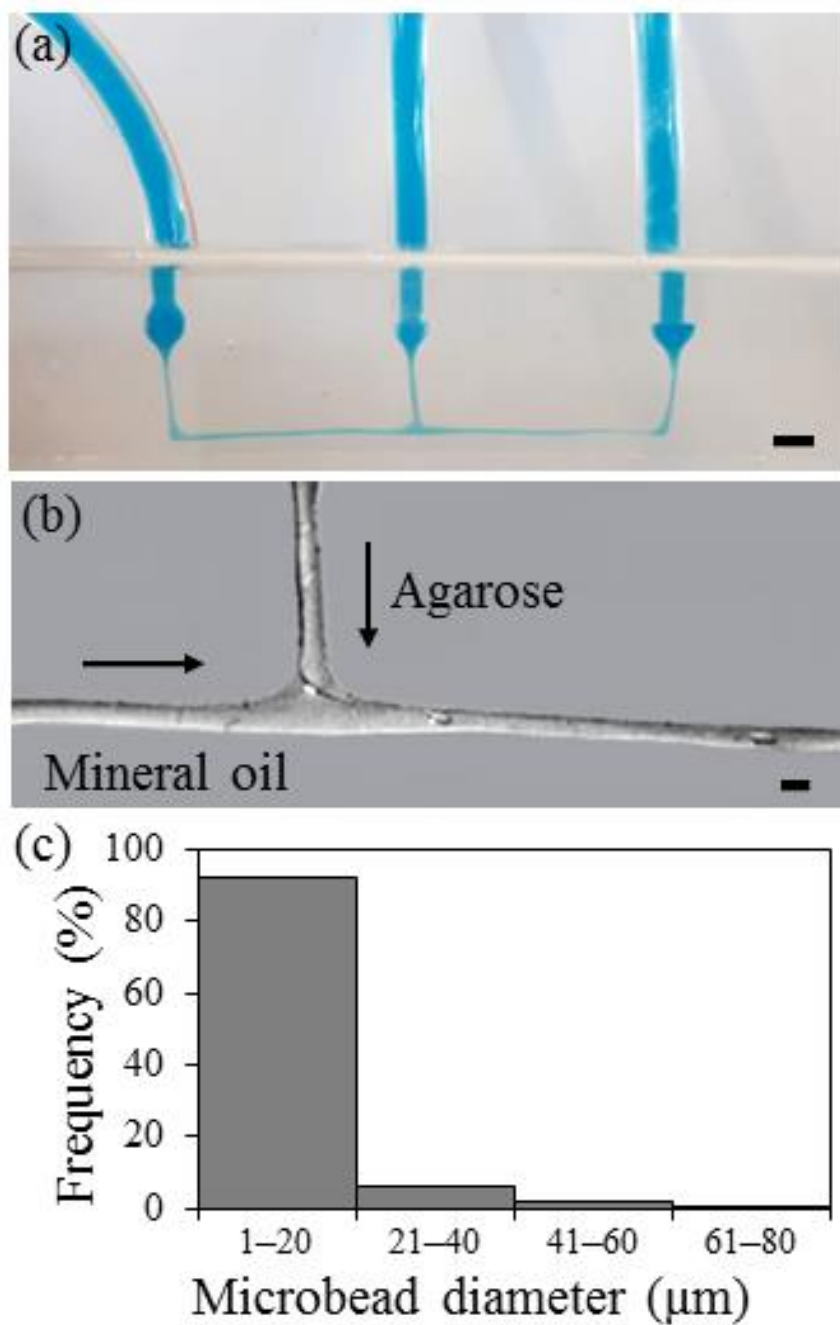 (a)
(b)
Agarose
Mineral oil
(c)
Frequency (%)
100
80
60
40
20
0
1–20 21–40 41–60 61–80
Microbead diameter (μm)